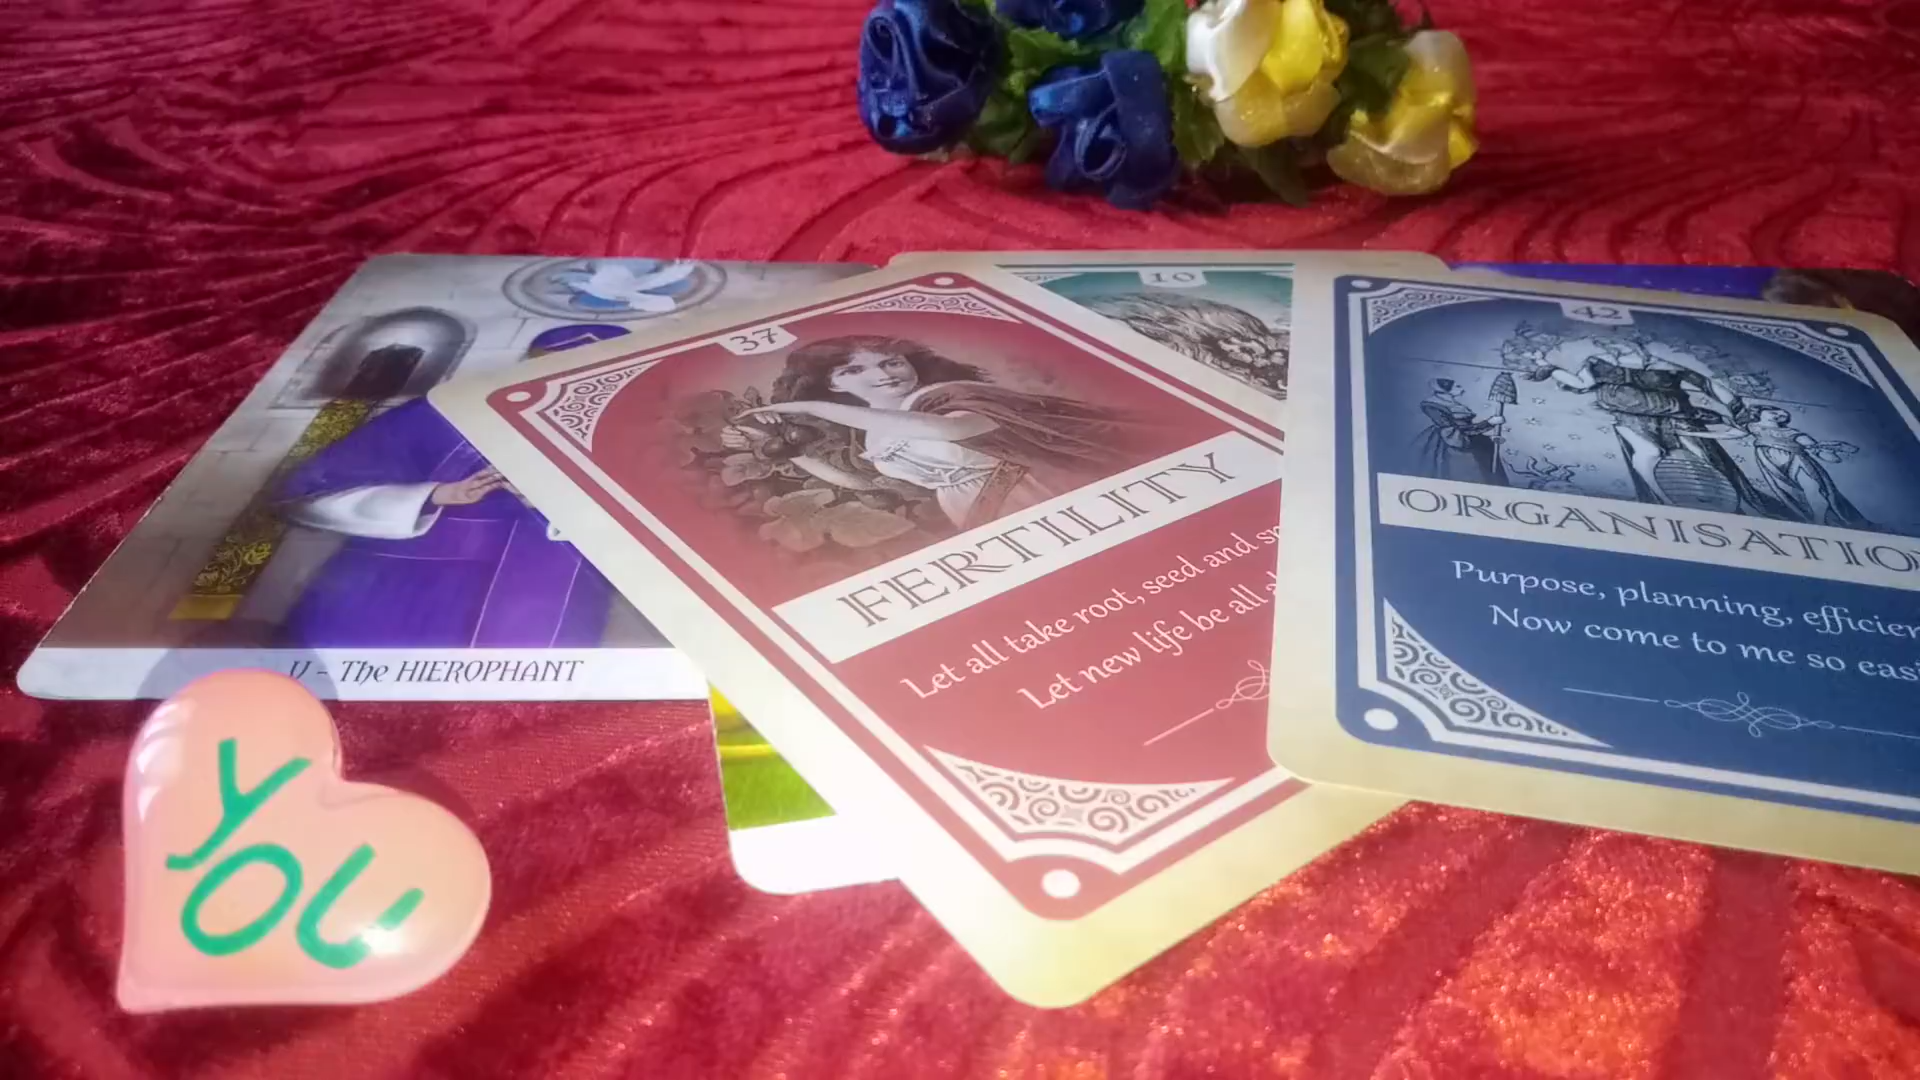 10
37
42
FERTILITY
Let all take root, seed and
Let new life be all
ORGANISATIO
Purpose, planning,
Now come to me so
V - The HIEROPHANT
you